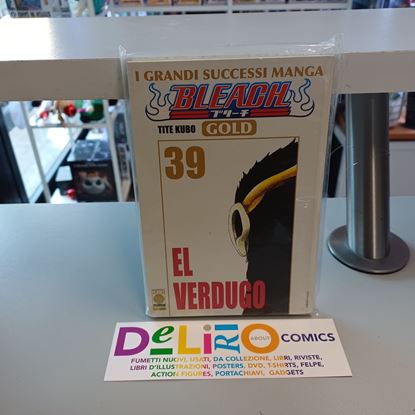 I GRANDI SUCCESSI MANGA
BLEACH
ブリーチ
TITE KUBO GOLD
39
EL
VERDUGO
DeLiRiO ABOUT COMICS
FUMETTI NUOVI, USATI, DA COLLEZIONE, LIBRI, RIVISTE,
LIBRI D'ILLUSTRAZIONI, POSTERS, DVD, T-SHIRTS, FELPE,
ACTION FIGURES, PORTACHIAVI, GADGETS